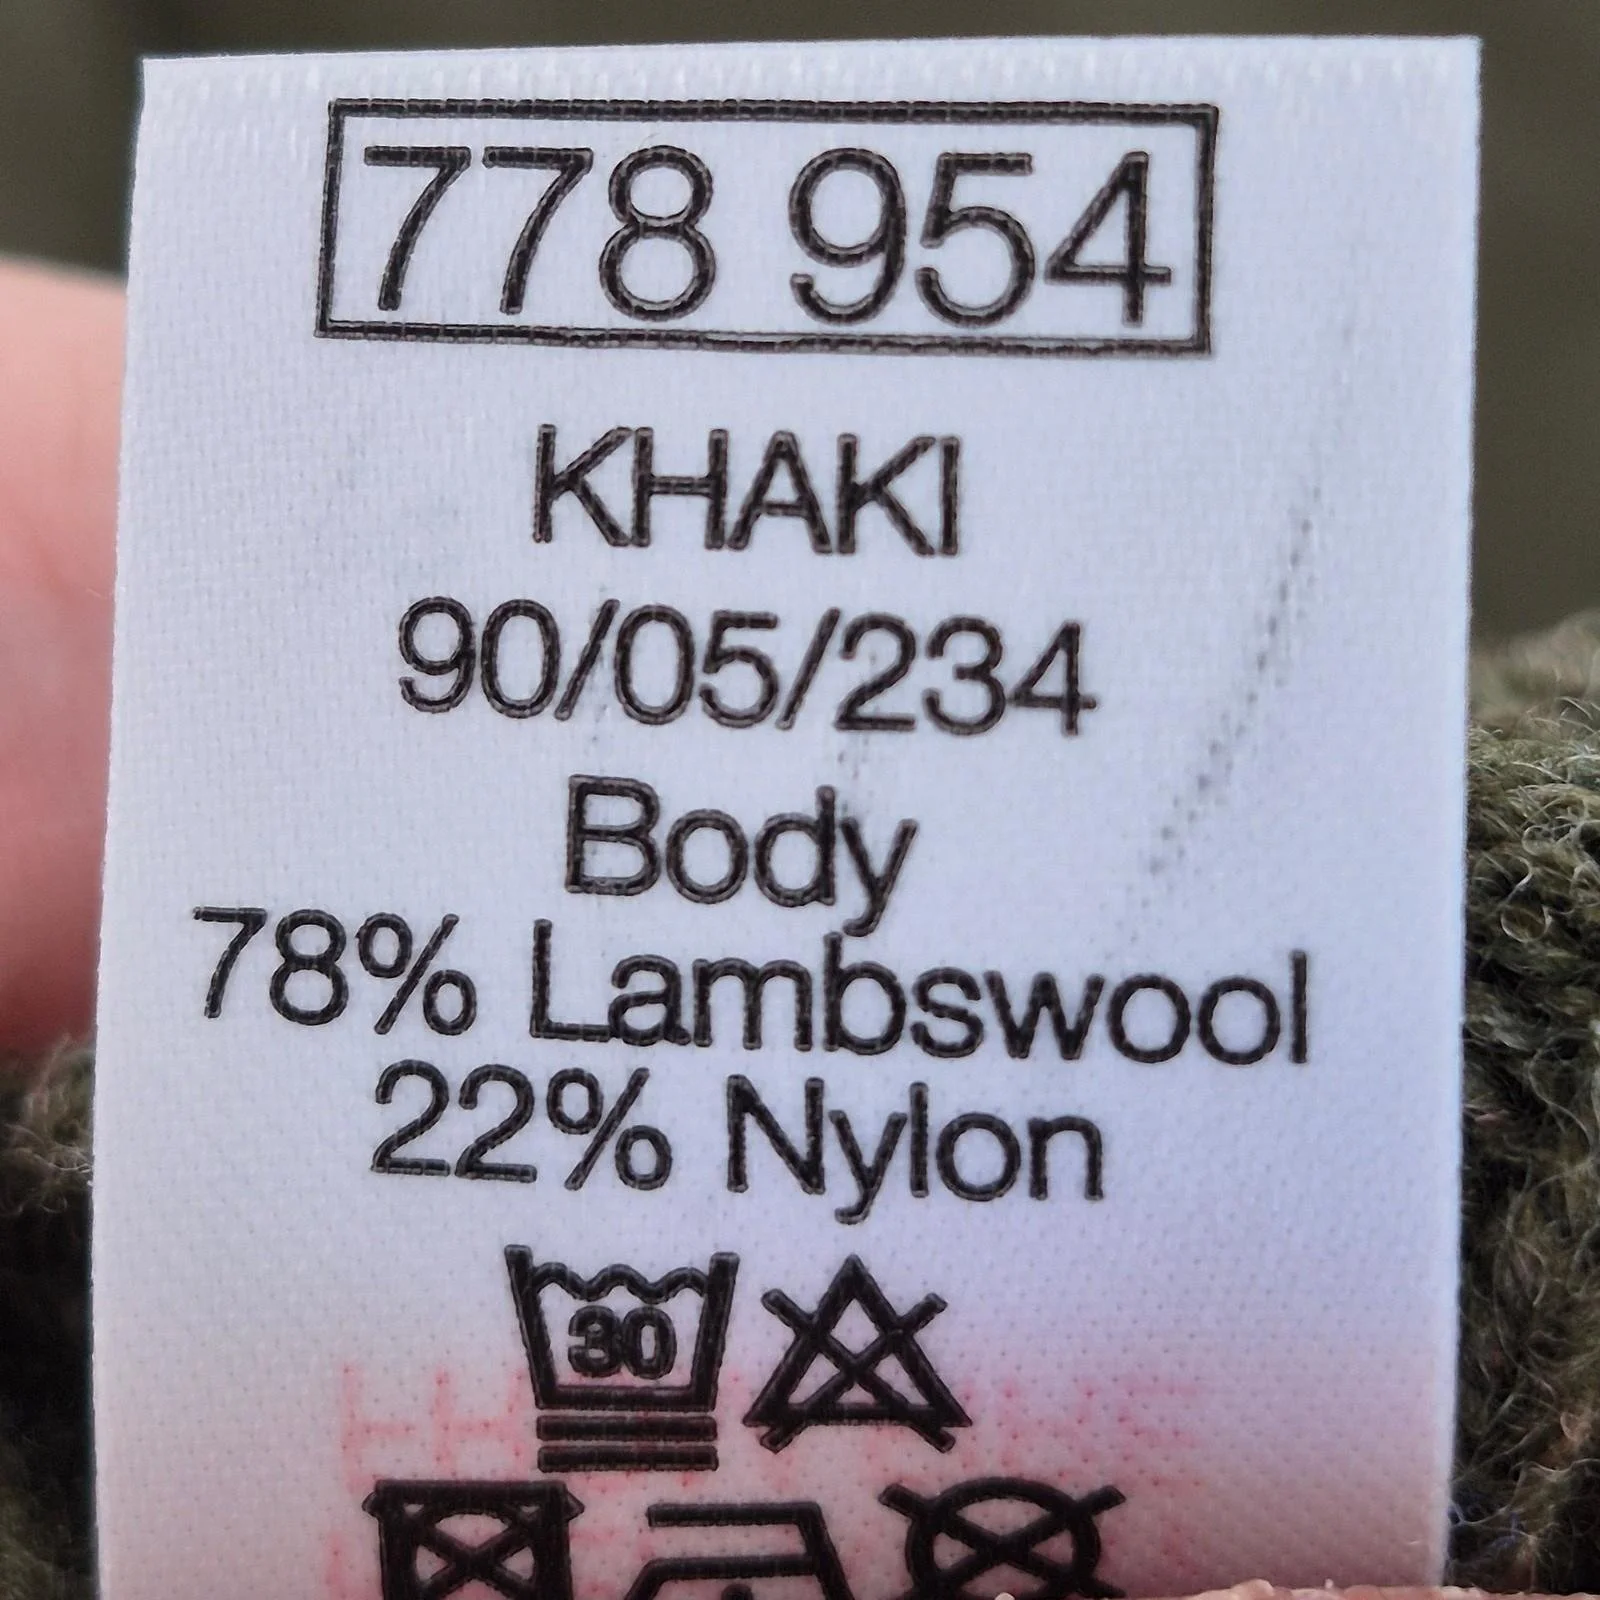 778 954
KHAKI
90/05/234
Body
78% Lambswool
22% Nylon
30